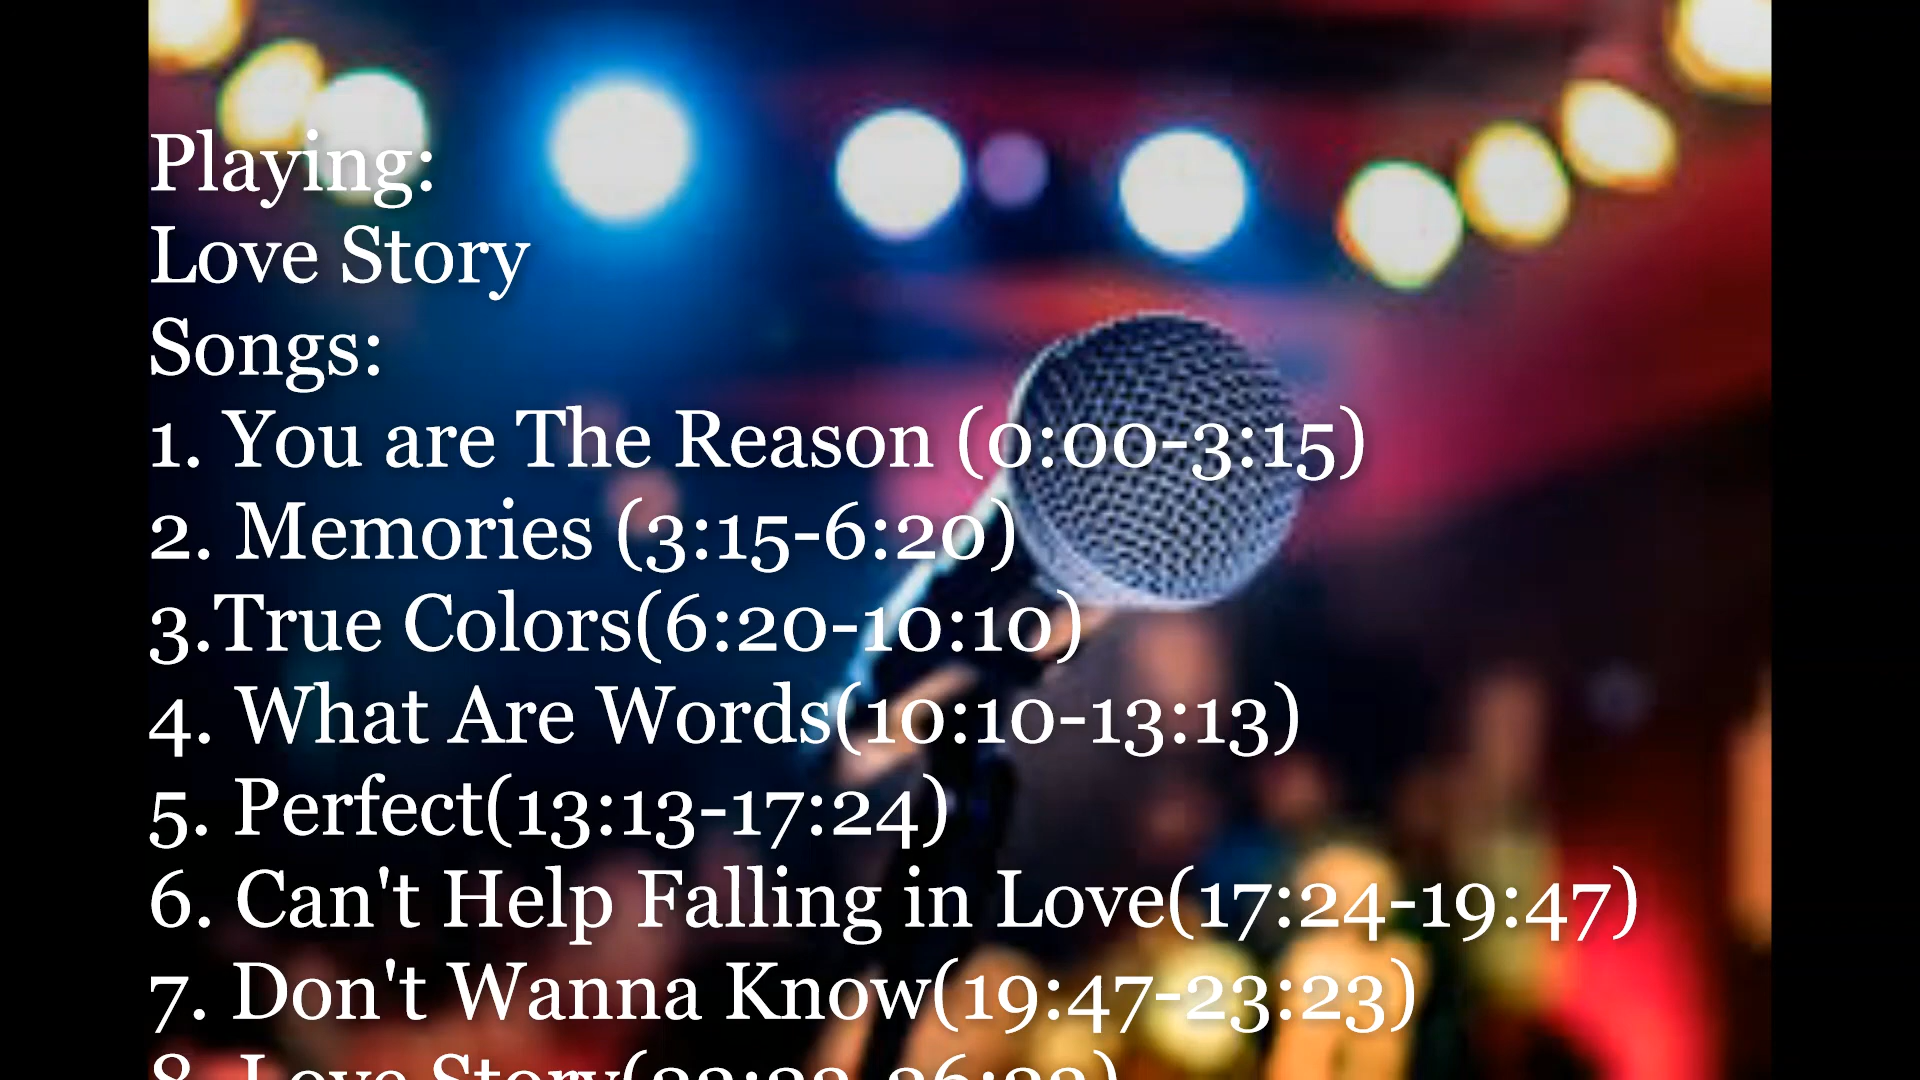 Playing:
Love Story
Songs:
1. You are The Reason (0:00-3:15)
2. Memories (3:15-6:20)
3.True Colors(6:20-10:10)
4. What Are Words(10:10-13:13)
5. Perfect(13:13-17:24)
6. Can't Help Falling in Love(17:24-19:47)
7. Don't Wanna Know(19:47-23:23)
8. Love Story